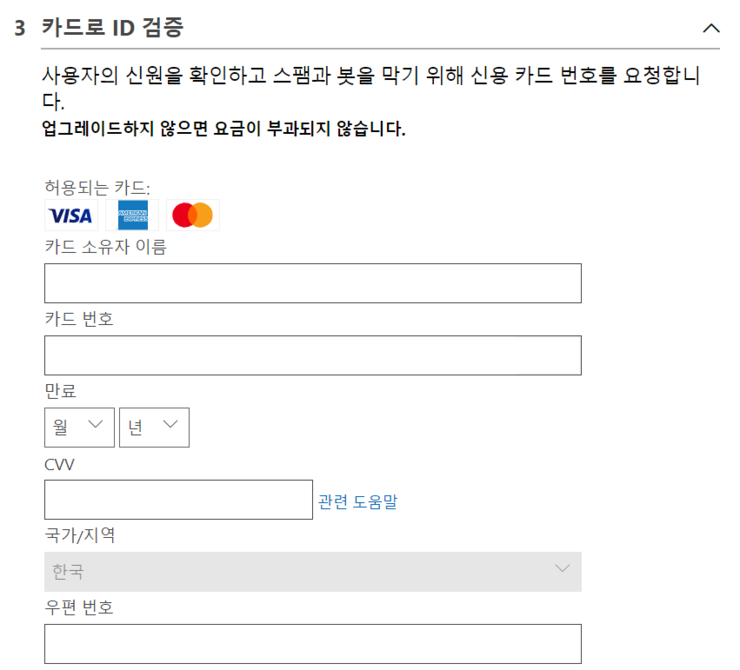 3 카드로 ID 검증
사용자의 신원을 확인하고 스팸과 봇을 막기 위해 신용 카드 번호를 요청합니
다.
업그레이드하지 않으면 요금이 부과되지 않습니다.
허용되는 카드:
VISA AMERICAN EXPRESS
카드 소유자 이름
카드 번호
만료
월 년
CVV
관련 도움말
국가/지역
한국
우편 번호